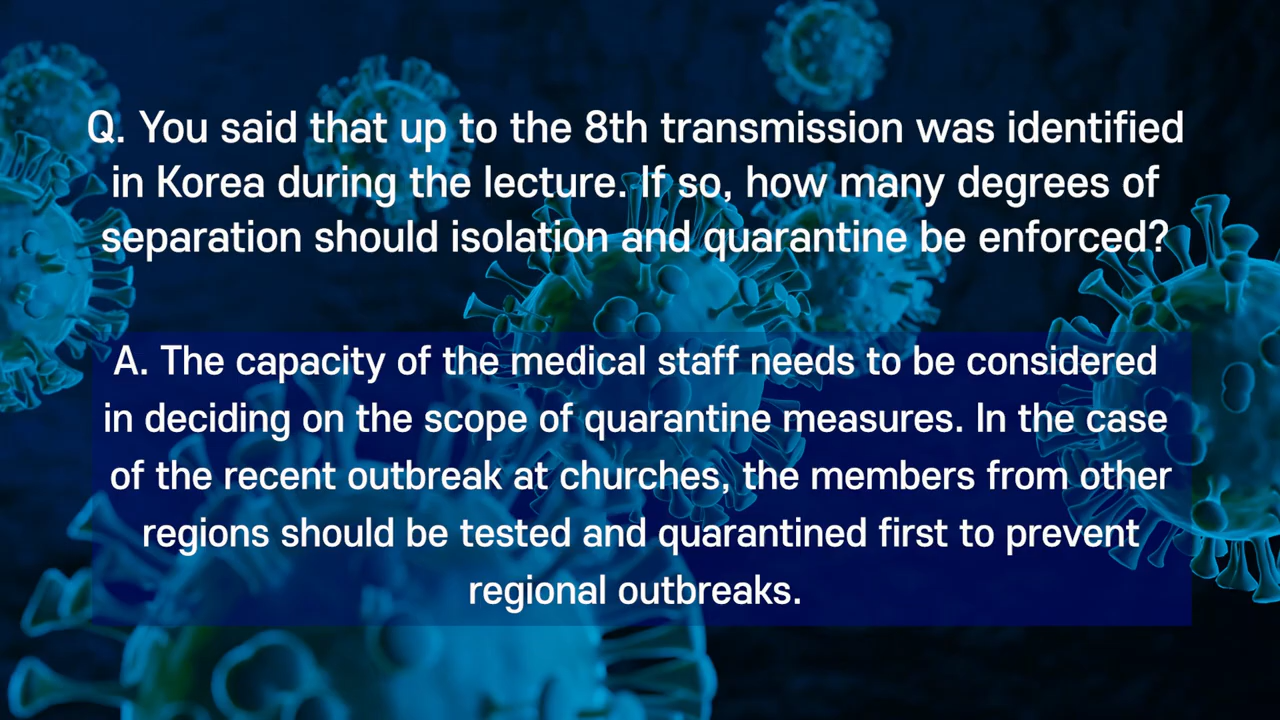 Q. You said that up to the 8th transmission was identified
in Korea during the lecture. If so, how many degrees of
separation should isolation and quarantine be enforced?
A. The capacity of the medical staff needs to be considered
in deciding on the scope of quarantine measures. In the case
of the recent outbreak at churches, the members from other
regions should be tested and quarantined first to prevent
regional outbreaks.